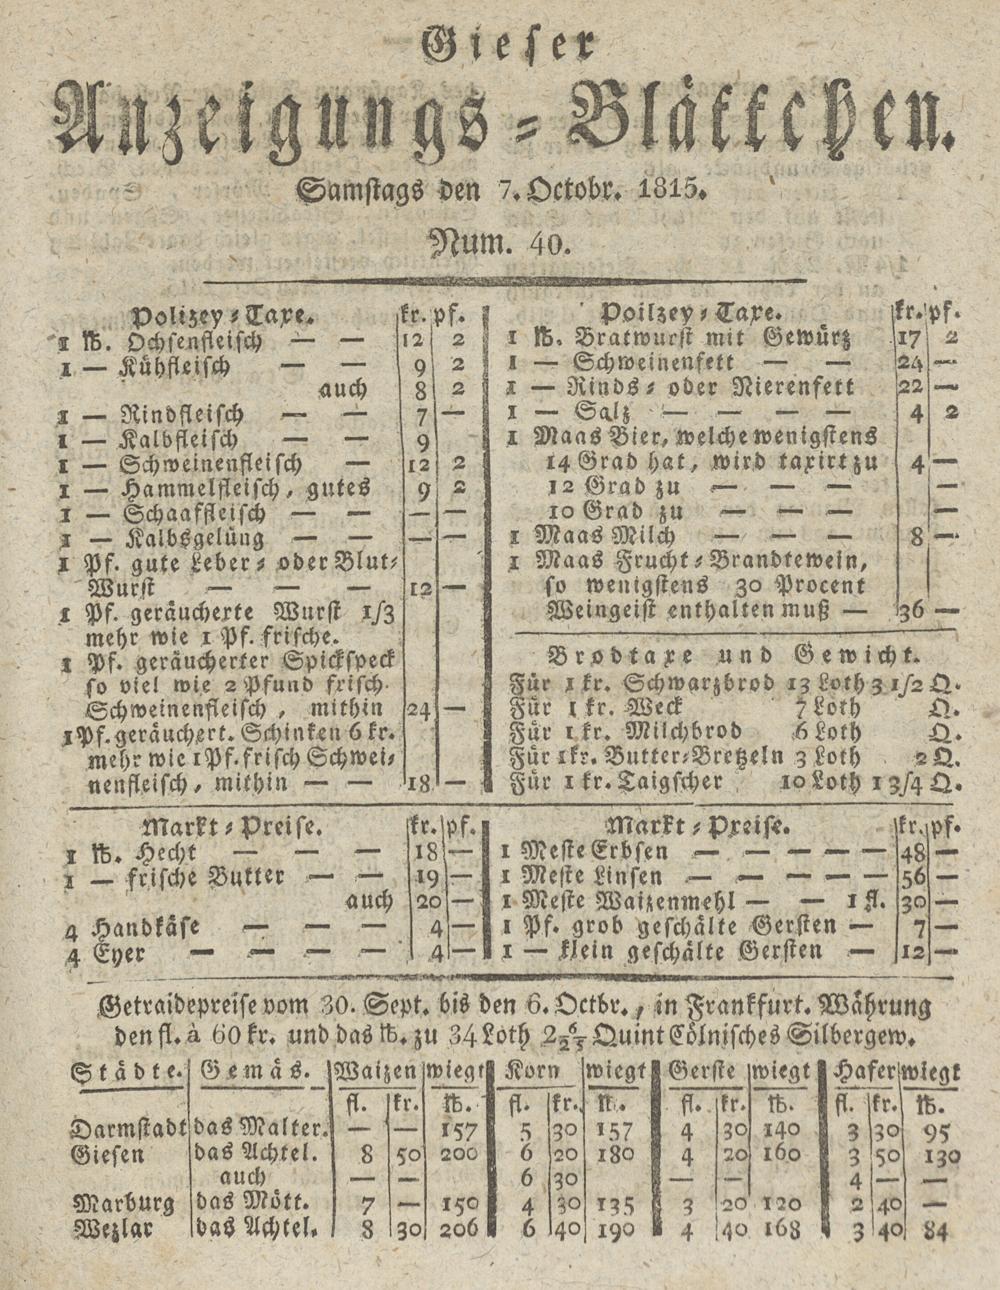 Gieser
Anzeigungs-Blättchen.
Samstags den 7. Octobr. 1815.
Num. 40.
Polizey-Taxe. kr. pf.
1 ℔. Ochsenfleisch — — 12 2
1 — Kühfleisch — — 9 2
auch 8 2
1 — Rindfleisch — — 7 —
1 — Kalbfleisch — — 9
1 — Schweinenfleisch — 12 2
1 — Hammelfleisch, gutes 9 2
1 — Schaaffleisch — — — —
1 — Kalbsgelüng — — — —
1 Pf. gute Leber- oder Blut-
Wurst — — — 12 —
1 Pf. geräucherte Wurst 1/3
mehr wie 1 Pf. frische.
1 Pf. geräucherter Spickspeck
so viel wie 2 Pfund frisch
Schweinenfleisch, mithin 24 —
1 Pf. geräuchert. Schinken 6 kr.
mehr wie 1 Pf. frisch Schwei-
nenfleisch, mithin — — 18 —
Poilzey-Taxe. kr. pf.
1 ℔. Bratwurst mit Gewürz 17 2
1 — Schweinenfett — — 24 —
1 — Rinds- oder Nierenfett 22 —
1 — Salz — — — — 4 2
1 Maas Bier, welche wenigstens
14 Grad hat, wird taxirt zu 4 —
12 Grad zu — — — —
10 Grad zu — — — —
1 Maas Milch — — — 8 —
1 Maas Frucht-Brandtewein,
so wenigstens 30 Procent
Weingeist enthalten muß — 36 —
Brodtaxe und Gewicht.
Für 1 kr. Schwarzbrod 13 Loth 3 1/2 Q.
Für 1 kr. Weck 7 Loth Q.
Für 1 kr. Milchbrod 6 Loth Q.
Für 1 kr. Butter-Bretzeln 3 Loth 2 Q.
Für 1 kr. Taigscher 10 Loth 1 3/4 Q.
Markt-Preise. kr. pf.
1 ℔. Hecht — — — 18 —
1 — frische Butter — — 19 —
auch 20 —
4 Handkäse — — — 4 —
4 Eyer — — — — 4 —
Markt-Preise. kr. pf.
1 Meste Erbsen — — — — — 48 —
1 Meste Linsen — — — — — 56 —
1 Meste Waizenmehl — — 1 fl. 30 —
1 Pf. grob geschälte Gersten — 7 —
1 — klein geschälte Gersten — 12 —
Getraidepreise vom 30. Sept. bis den 6. Octbr., in Frankfurt. Währung
den fl. à 60 kr. und das ℔. zu 34 Loth Quint Cölnisches Silbergew.
Städte. Gemäs. Waizen wiegt Korn wiegt Gerste wiegt Hafer wiegt
fl. kr. ℔. fl. kr. ℔. fl. kr. ℔. fl. kr. ℔.
Darmstadt das Malter. — — 157 5 30 157 4 30 140 3 30 95
Giesen das Achtel. 8 50 200 6 20 180 4 20 160 3 50 130
auch — — 6 30 — — 4 — —
Marburg das Mött. 7 — 150 4 30 135 3 20 120 2 40 —
Wezlar das Achtel. 8 30 206 6 40 190 4 40 168 3 40 84